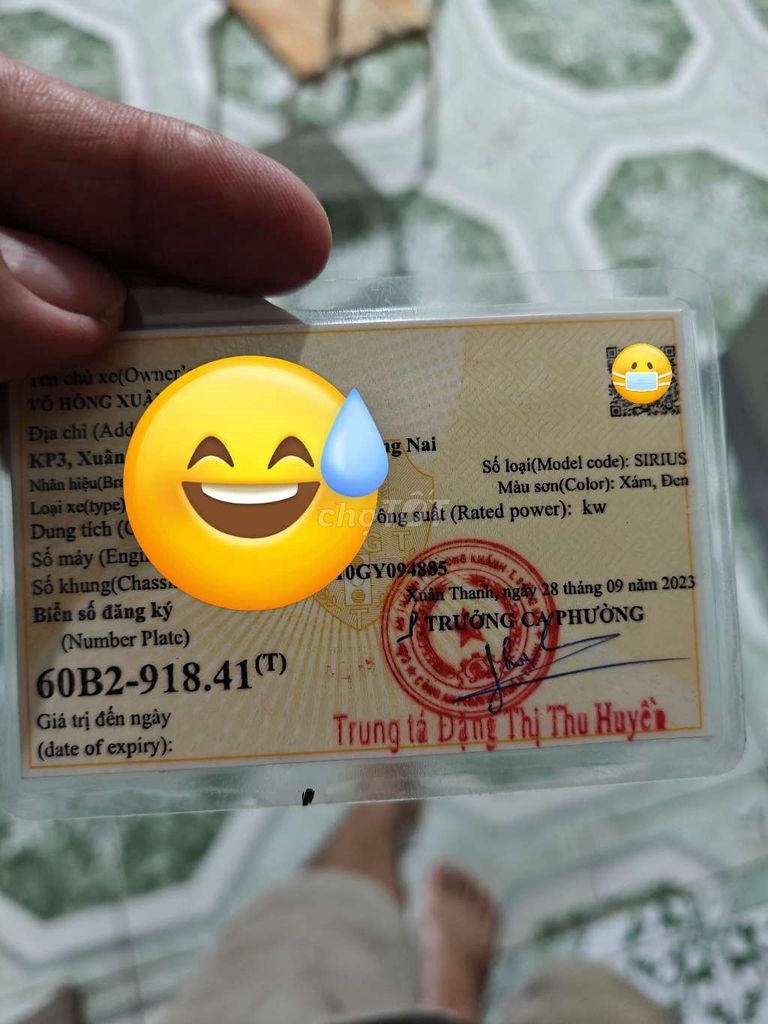 Tên chủ xe(Owner'
VÕ HỒNG XUÂ
Địa chỉ (Add
ng Nai
KP3, Xuân
Số loại(Model code): SIRIUS
Nhãn hiệu(Bra
Màu sơn(Color): Xám, Đen
Loại xe(type)
ông suất (Rated power): kw
Dung tích (C
Số máy (Engi
Số khung(Chass
10GY094885
Xuân Thanh, ngày 28 tháng 09 năm 2023
Biển số đăng ký
TRƯỞNG CA PHƯỜNG
(Number Plate)
60B2-918.41(T)
Giá trị đến ngày
Trung tá Đặng Thị Thu Huyền
(date of expiry):
chợTỐT